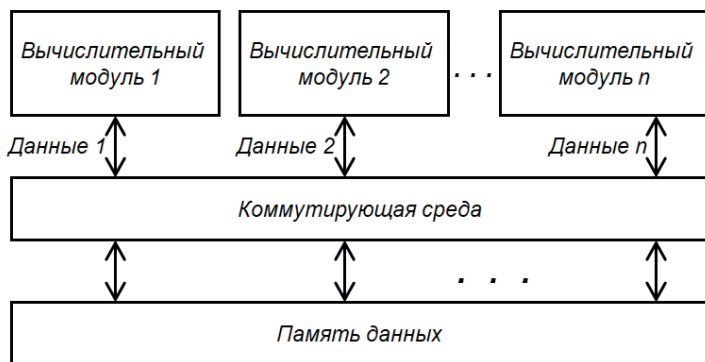 Вычислительный
модуль 1
Вычислительный
модуль 2
. . .
Вычислительный
модуль n
Данные 1
Данные 2
Данные n
Коммутирующая среда
. . .
Память данных